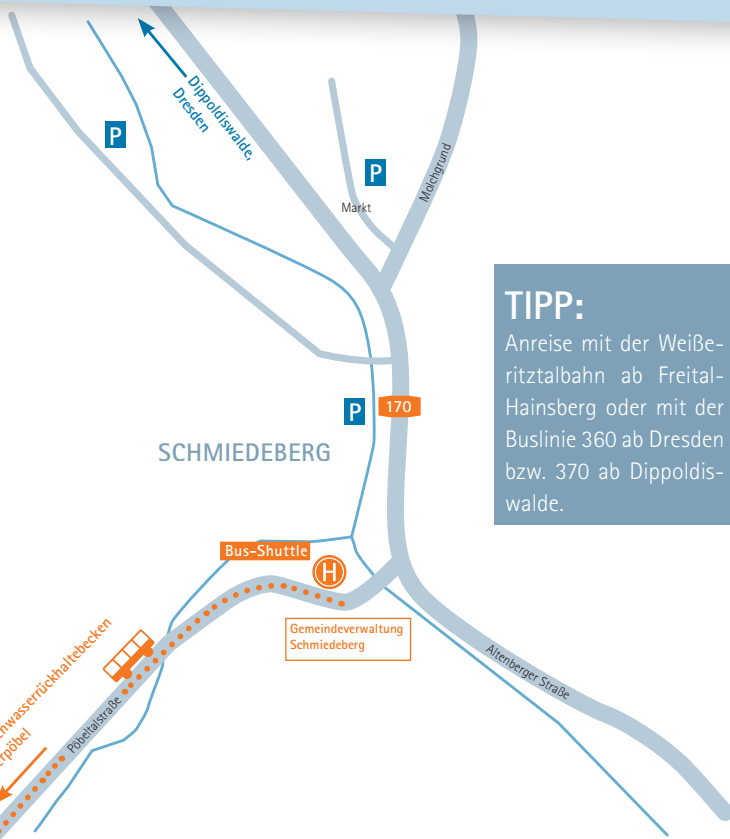 Dippoldiswalde,
Dresden
P
P
Markt
Molchgrund
TIPP:
Anreise mit der Weiße-
ritztalbahn ab Freital-
Hainsberg oder mit der
Buslinie 360 ab Dresden
bzw. 370 ab Dippoldis-
walde.
P
170
SCHMIEDEBERG
Bus-Shuttle
H
Gemeindeverwaltung
Schmiedeberg
Altenberger Straße
Pöbeltalstraße